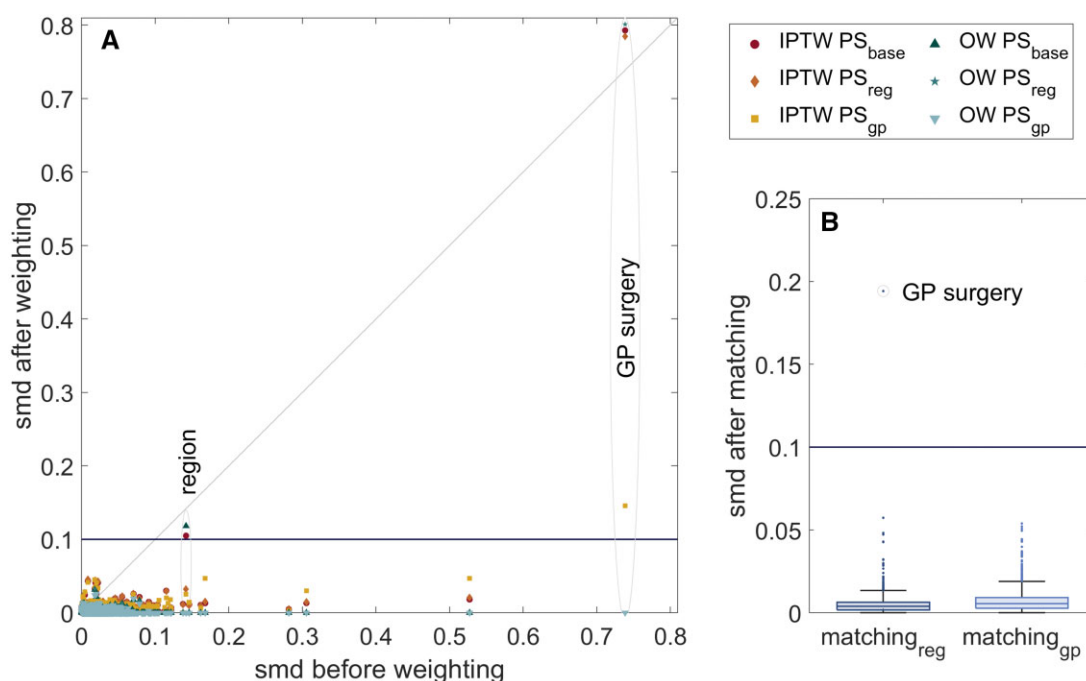 A
smd after weighting
0.8
0.7
0.6
0.5
0.4
0.3
0.2
0.1
0
region
GP surgery
0 0.1 0.2 0.3 0.4 0.5 0.6 0.7 0.8
smd before weighting
IPTW PSbase OW PSbase
IPTW PSreg OW PSreg
IPTW PSgp OW PSgp
B
smd after matching
0.25
0.2
0.15
0.1
0.05
0
GP surgery
matchingreg matchinggp